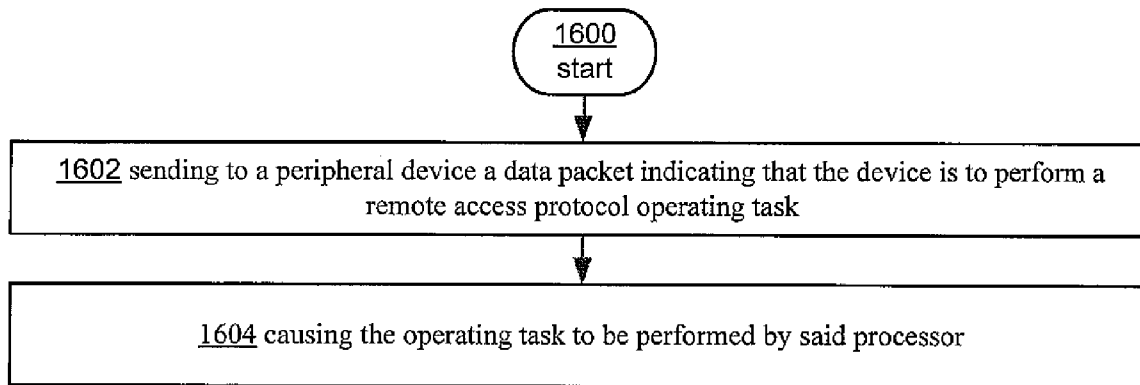 1600
start
1602 sending to a peripheral device a data packet indicating that the device is to perform a
remote access protocol operating task
1604 causing the operating task to be performed by said processor